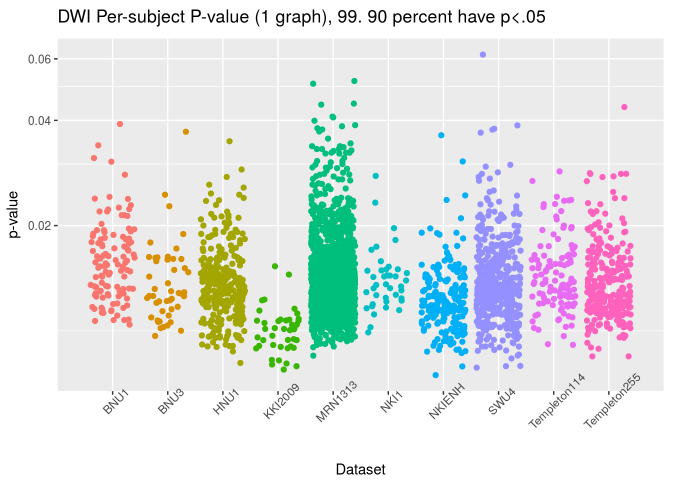 DWI Per-subject P-value (1 graph), 99. 90 percent have p<.05
0.06
0.04
0.02
p-value
BNU1
BNU3
HNU1
KKI2009
MRN1313
NKI1
NKIENH
SWU4
Templeton114
Templeton255
Dataset